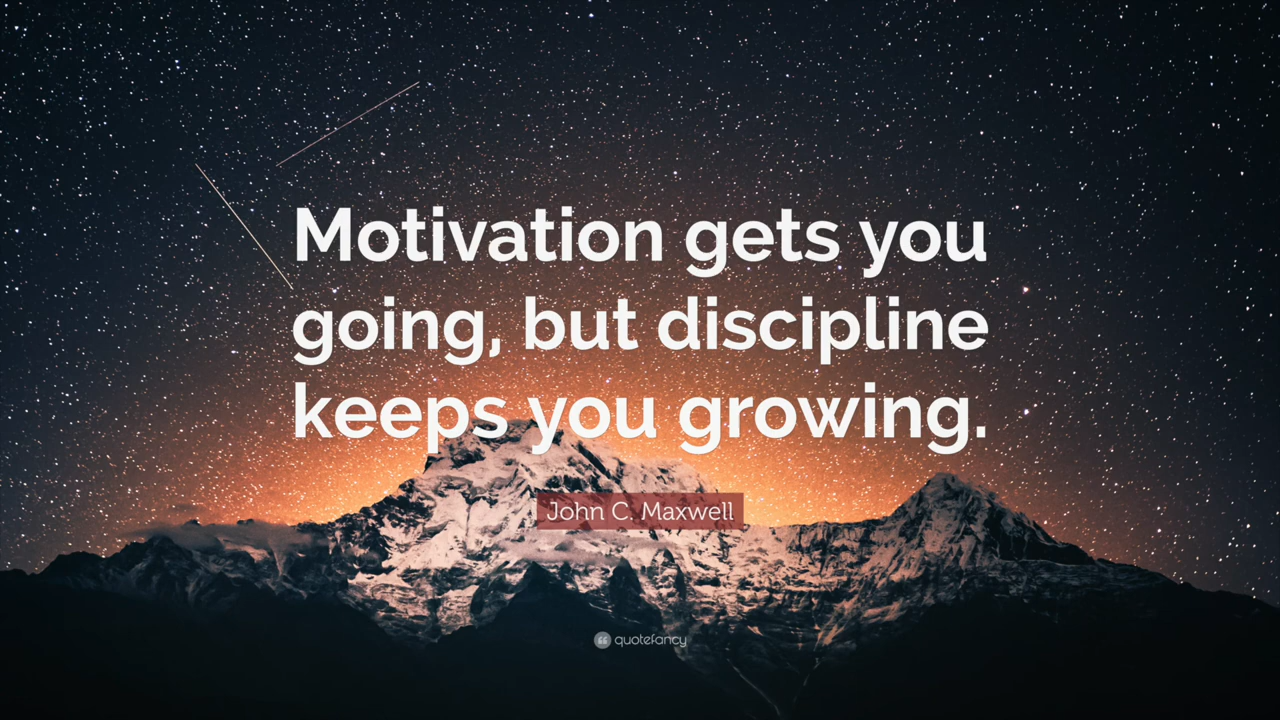 Motivation gets you
going, but discipline
keeps you growing.
John C. Maxwell
quotefancy